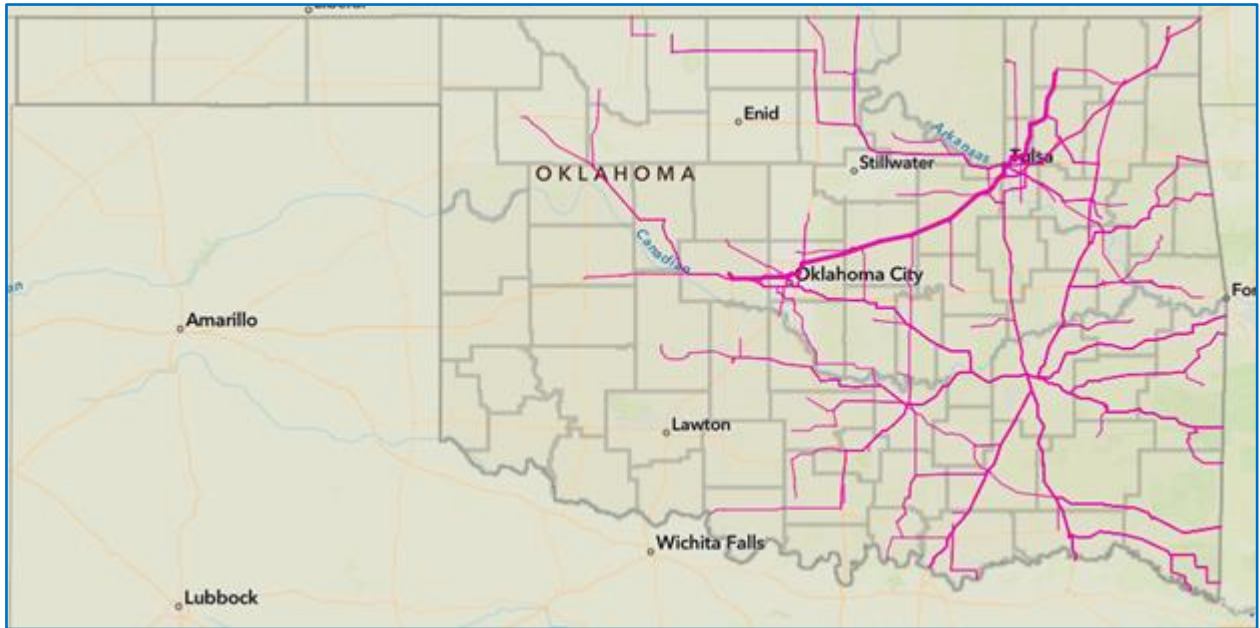 Enid
Arkansas
Tulsa
Stillwater
OKLAHOMA
Canadian
Oklahoma City
Amarillo
Lawton
Wichita Falls
Lubbock